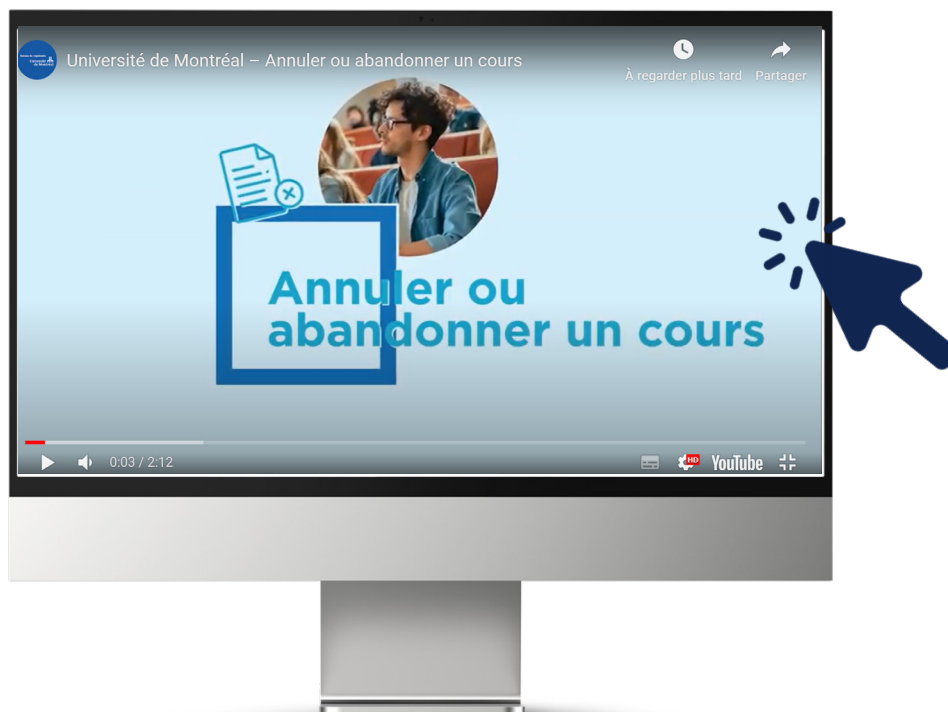 Université de Montréal – Annuler ou abandonner un cours
À regarder plus tard
Partager
Annuler ou
abandonner un cours
0:03 / 2:12
HD
YouTube